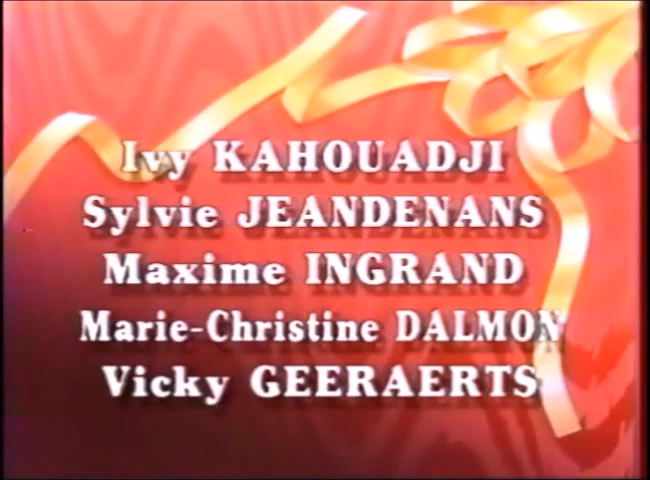 Ivy KAHOUADJI
Sylvie JEANDENANS
Maxime INGRAND
Marie-Christine DALMON
Vicky GEERAERTS